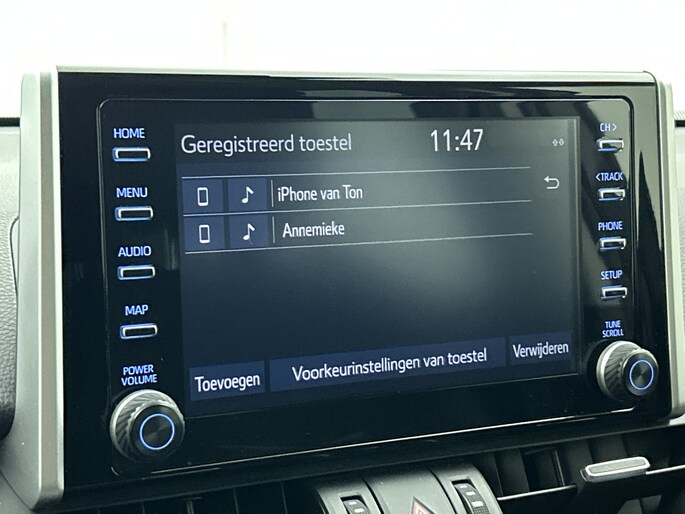 HOME
MENU
AUDIO
MAP
POWER
VOLUME
Geregistreerd toestel 11:47
iPhone van Ton
Annemieke
Toevoegen Voorkeurinstellingen van toestel Verwijderen
CH >
< TRACK
PHONE
SETUP
TUNE
SCROLL